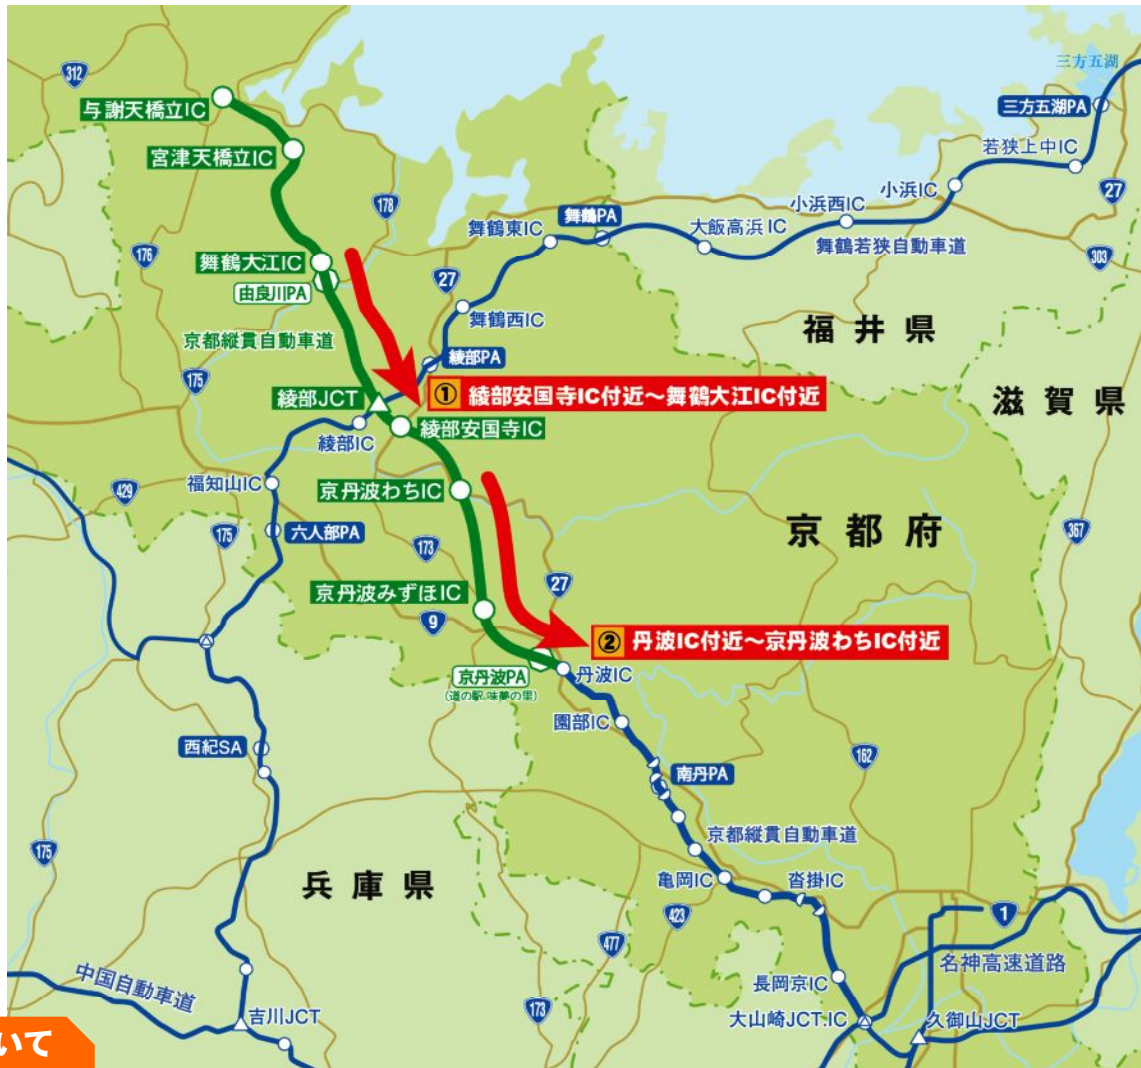 三方五湖
312
与謝天橋立IC
三方五湖PA
宮津天橋立IC
若狭上中IC
小浜IC
27
178
小浜西IC
舞鶴PA
舞鶴東IC
大飯高浜IC
舞鶴若狭自動車道
176
舞鶴大江IC
303
27
由良川PA
舞鶴西IC
福井県
京都縦貫自動車道
綾部PA
175
① 綾部安国寺IC付近~舞鶴大江IC付近
綾部JCT
滋賀県
綾部安国寺IC
綾部IC
福知山IC
429
京丹波わちIC
175
六人部PA
京都府
367
173
27
京丹波みずほIC
9
② 丹波IC付近~京丹波わちIC付近
京丹波PA
(道の駅 味夢の里)
丹波IC
園部IC
西紀SA
162
南丹PA
京都縦貫自動車道
175
兵庫県
亀岡IC
沓掛IC
423
1
477
名神高速道路
中国自動車道
長岡京IC
173
吉川JCT
大山崎JCT.IC
久御山JCT
いて